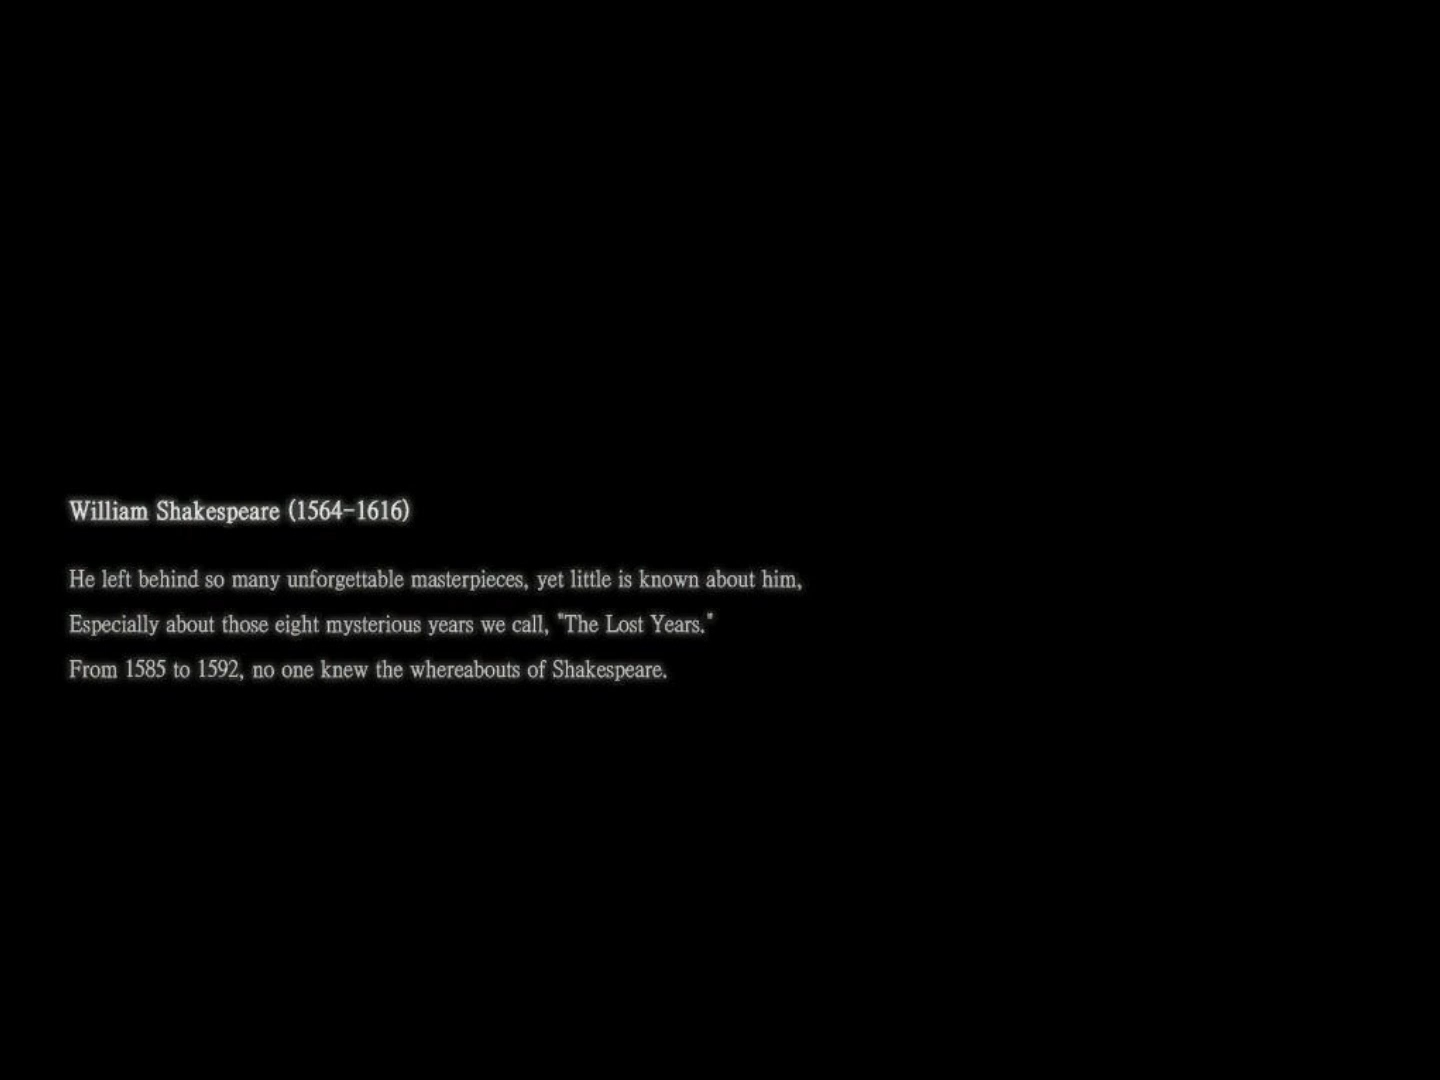 William Shakespeare (1564-1616)
He left behind so many unforgettable masterpieces, yet little is known about him,
Especially about those eight mysterious years we call, "The Lost Years."
From 1585 to 1592, no one knew the whereabouts of Shakespeare.